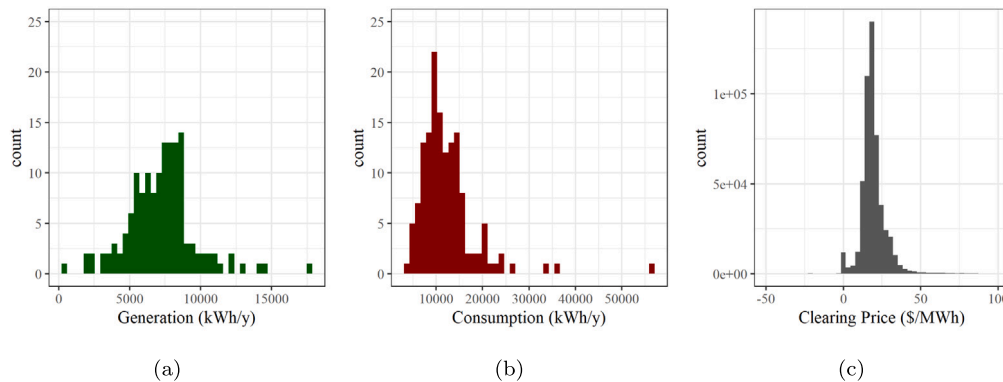 25
20
15
10
5
0
count
0 5000 10000 15000
Generation (kWh/y)
(a)
25
20
15
10
5
0
count
10000 20000 30000 40000 50000
Consumption (kWh/y)
(b)
1e+05
5e+04
0e+00
count
-50 0 50 100
Clearing Price ($/MWh)
(c)